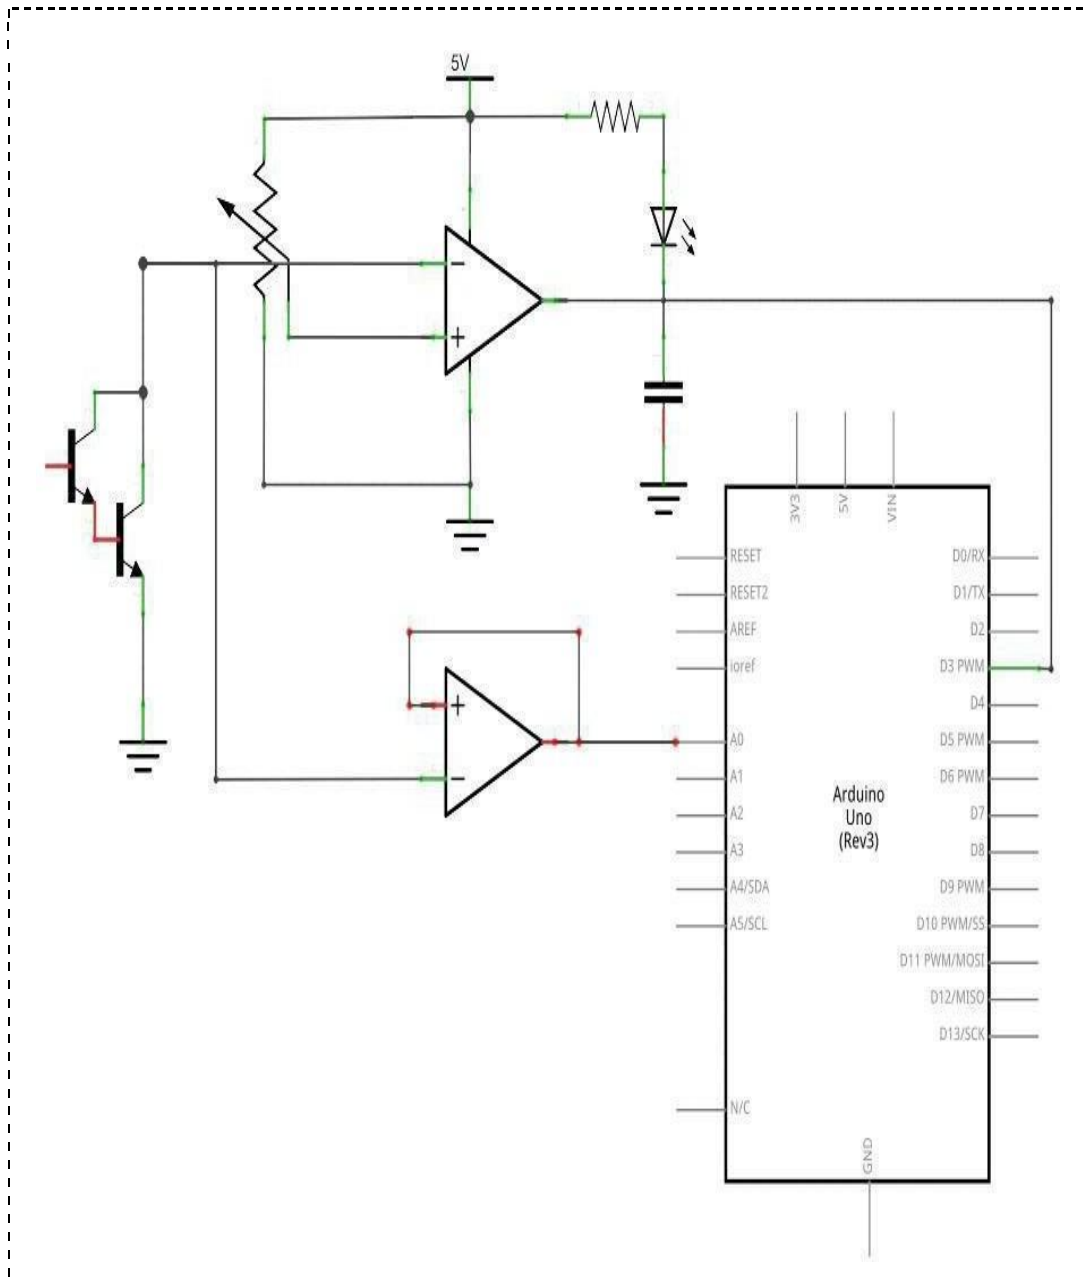 5V
−
+
3V3
5V
VIN
RESET
D0/RX
RESET2
D1/TX
AREF
D2
ioref
D3 PWM
D4
+
A0
D5 PWM
−
A1
D6 PWM
Arduino
Uno
(Rev3)
A2
D7
A3
D8
A4/SDA
D9 PWM
A5/SCL
D10 PWM/SS
D11 PWM/MOSI
D12/MISO
D13/SCK
N/C
GND